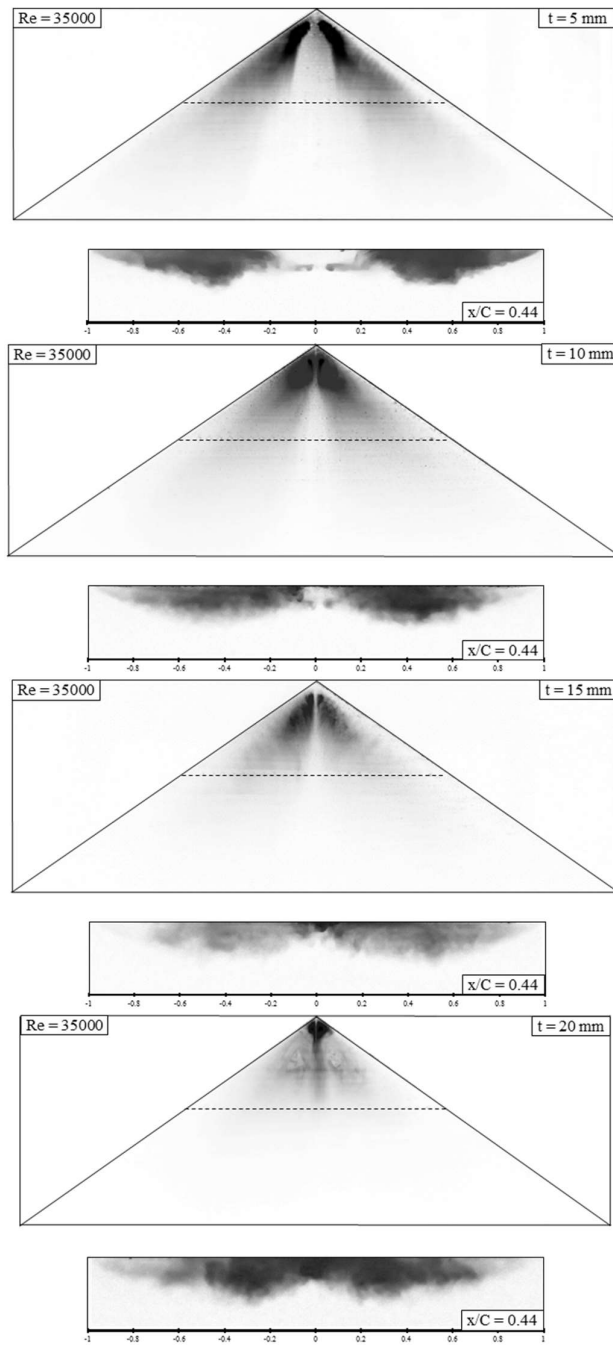 Re = 35000 t = 5 mm
x/C = 0.44
-1 -0.8 -0.6 -0.4 -0.2 0 0.2 0.4 0.6 0.8 1
Re = 35000 t = 10 mm
x/C = 0.44
-1 -0.8 -0.6 -0.4 -0.2 0 0.2 0.4 0.6 0.8 1
Re = 35000 t = 15 mm
x/C = 0.44
-1 -0.8 -0.6 -0.4 -0.2 0 0.2 0.4 0.6 0.8 1
Re = 35000 t = 20 mm
x/C = 0.44
-1 -0.8 -0.6 -0.4 -0.2 0 0.2 0.4 0.6 0.8 1